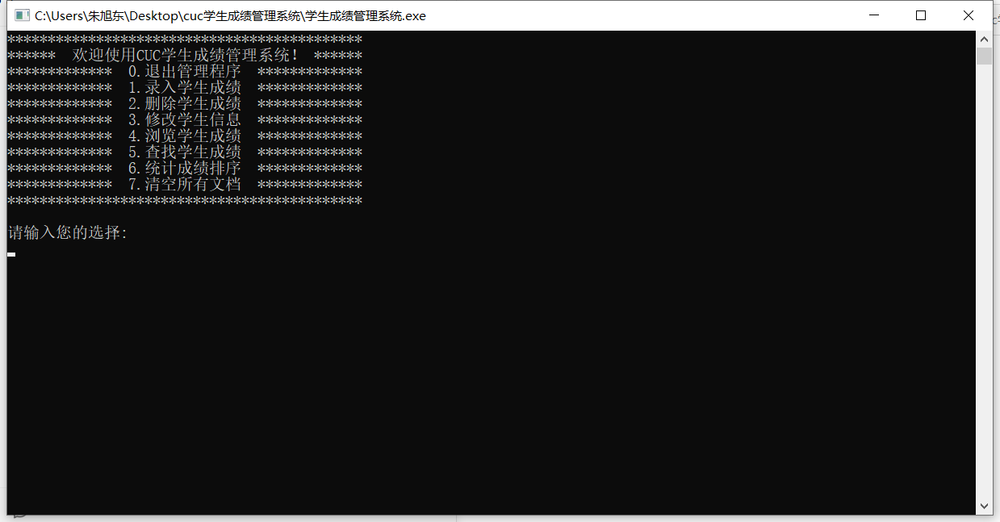 C:\Users\朱旭东\Desktop\cuc学生成绩管理系统\学生成绩管理系统.exe
********************************************
******  欢迎使用CUC学生成绩管理系统！ ******
*************  0.退出管理程序  *************
*************  1.录入学生成绩  *************
*************  2.删除学生成绩  *************
*************  3.修改学生信息  *************
*************  4.浏览学生成绩  *************
*************  5.查找学生成绩  *************
*************  6.统计成绩排序  *************
*************  7.清空所有文档  *************
********************************************
请输入您的选择: